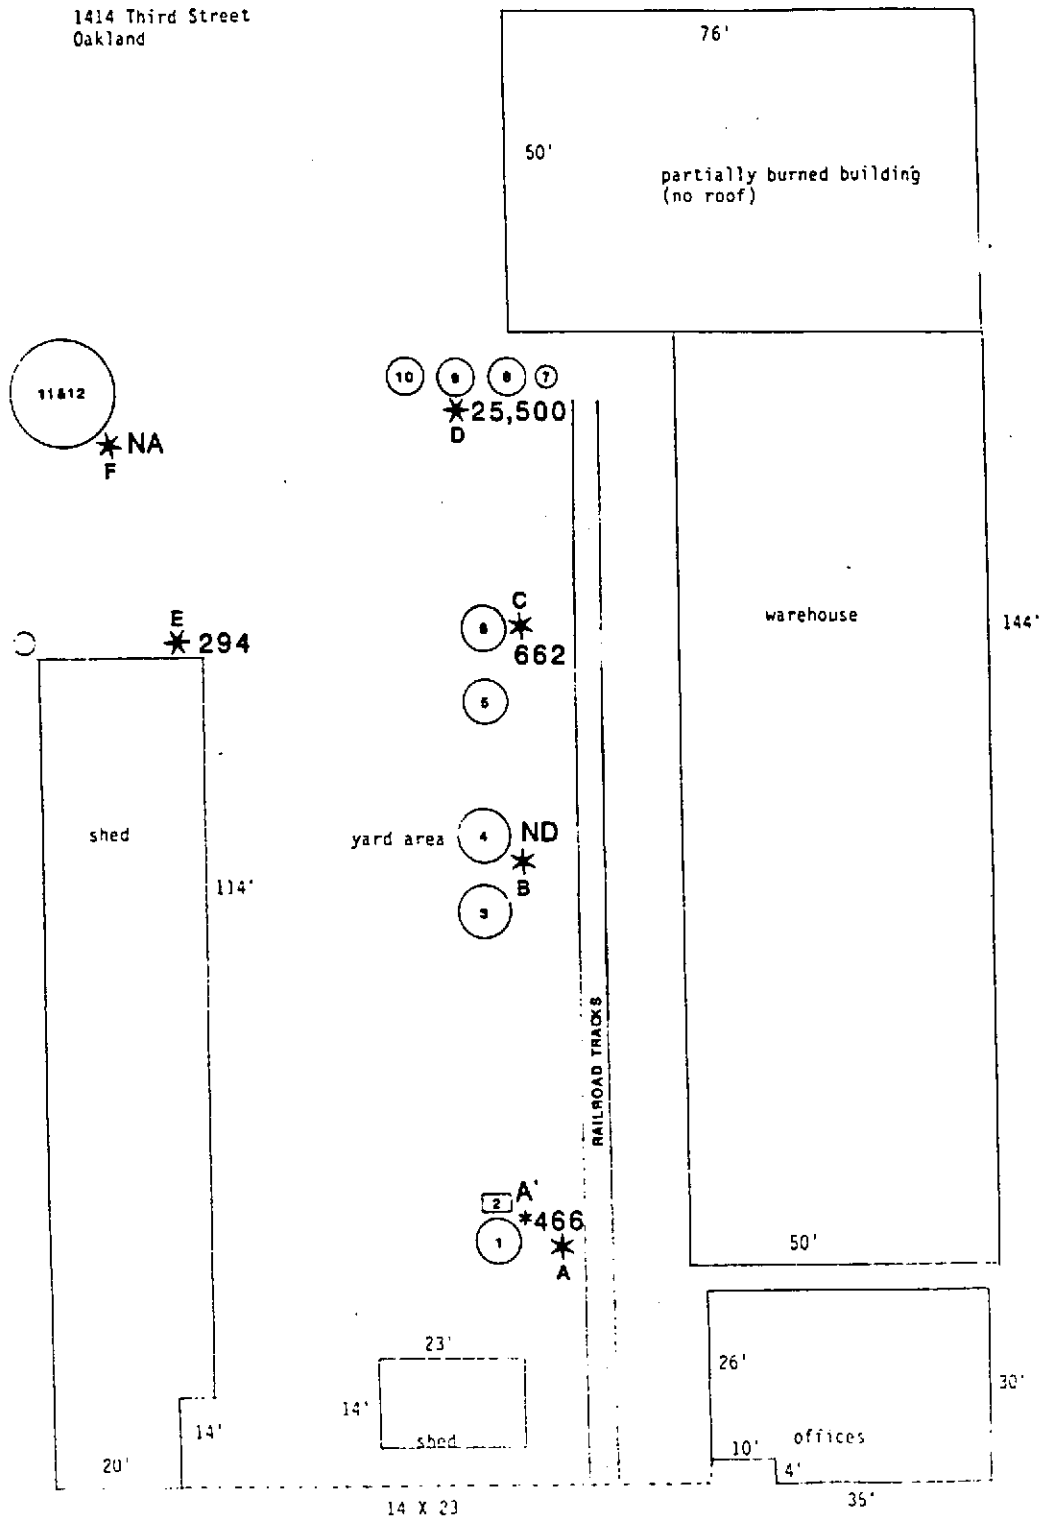 1414 Third Street
Oakland
76'
50'
partially burned building
(no roof)
11&12
10
9
8
7
25,500
D
NA
F
C
E
6
warehouse
144'
294
662
5
shed
yard area
4
ND
114'
B
3
RAILROAD TRACKS
2
A'
466
1
50'
A
23'
26'
30'
14'
14'
shed
offices
10'
20'
4'
14 X 23
35'